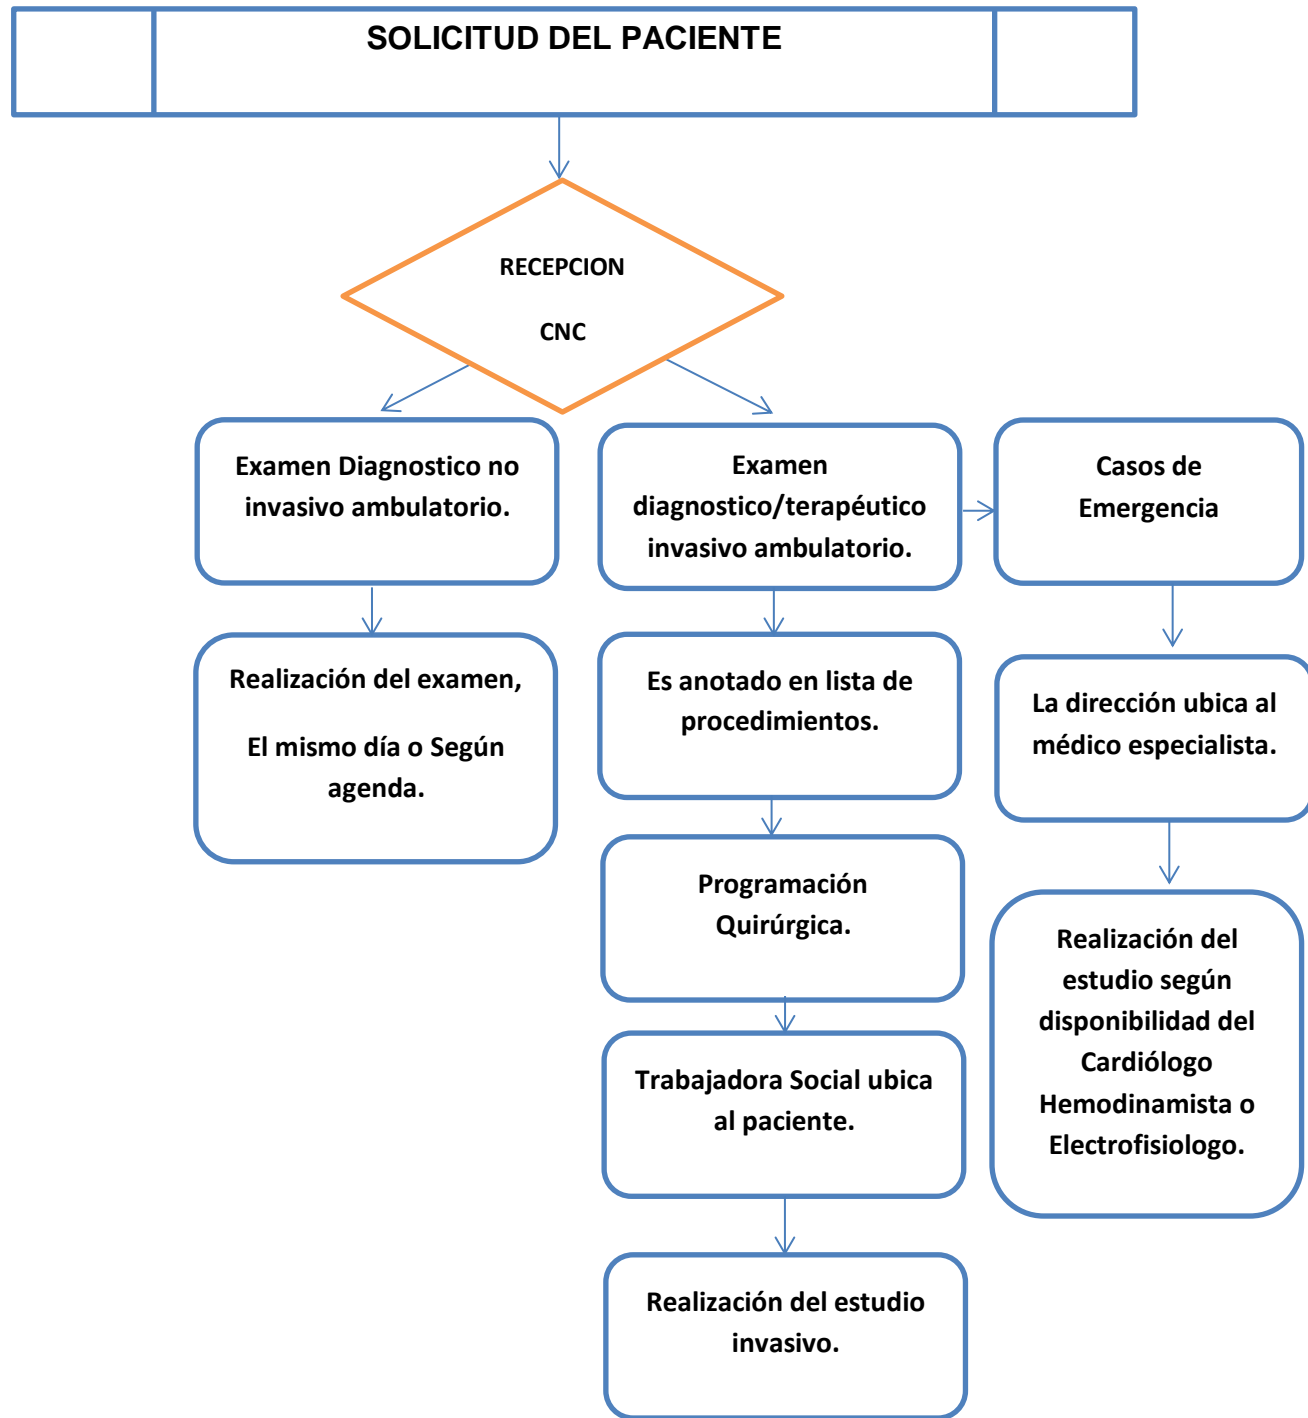 SOLICITUD DEL PACIENTE
RECEPCION
CNC
Examen Diagnostico no
invasivo ambulatorio.
Examen
diagnostico/terapéutico
invasivo ambulatorio.
Casos de
Emergencia
Realización del examen,
El mismo día o Según
agenda.
Es anotado en lista de
procedimientos.
La dirección ubica al
médico especialista.
Programación
Quirúrgica.
Realización del
estudio según
disponibilidad del
Cardiólogo
Hemodinamista o
Electrofisiologo.
Trabajadora Social ubica
al paciente.
Realización del estudio
invasivo.